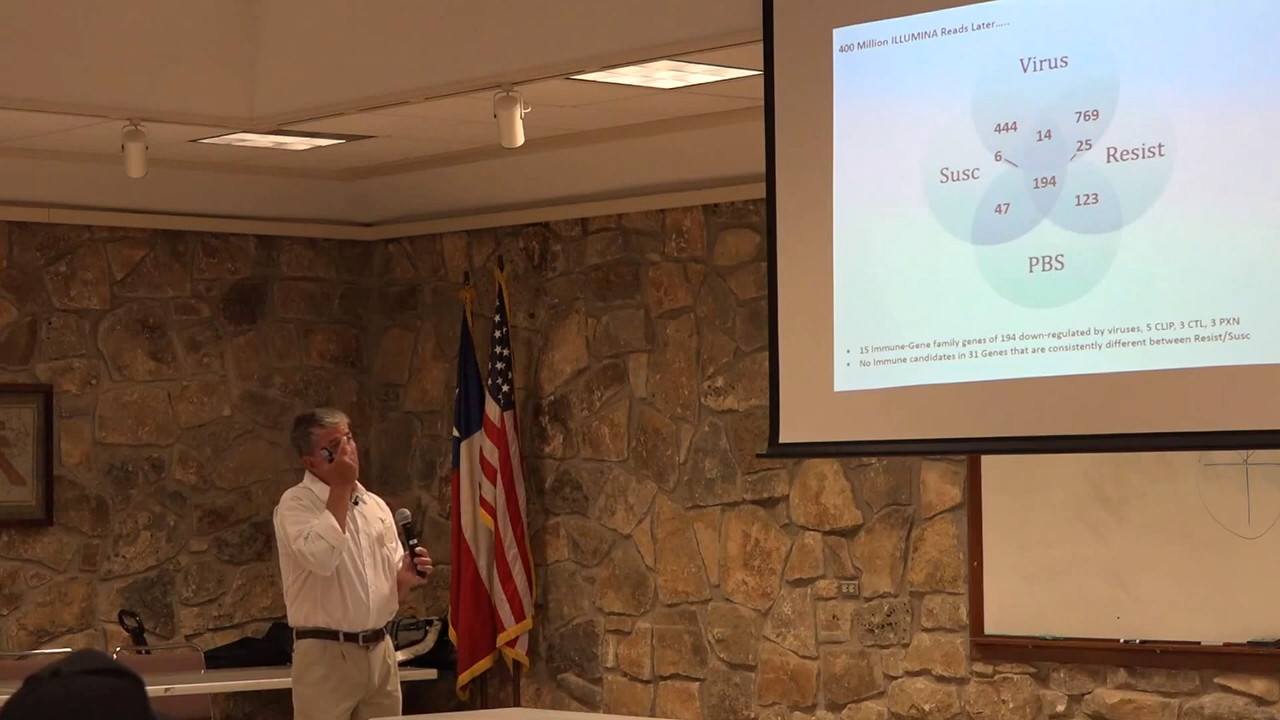 400 Million ILLUMINA Reads Later.....
Virus
444
14
769
6
25
Susc
Resist
194
47
123
PBS
15 Immune-Gene family genes of 194 down-regulated by viruses, 5 CLIP, 3 CTL, 3 PXN
No Immune candidates in 31 Genes that are consistently different between Resist/Susc